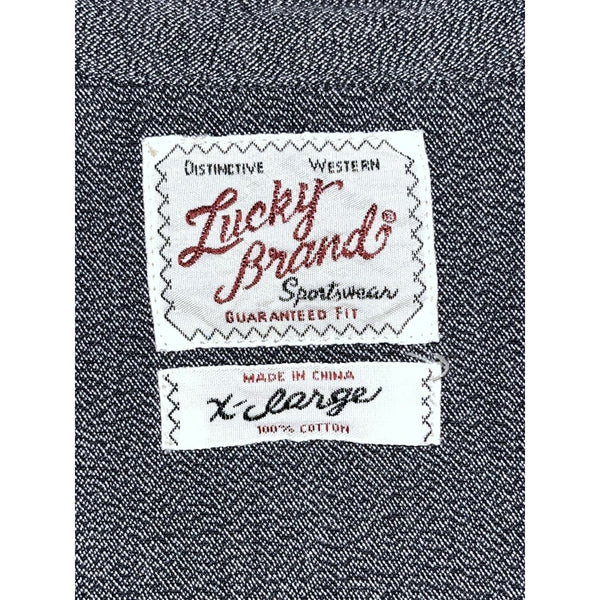 DISTINCTIVE WESTERN
Lucky
Brand®
Sportswear
GUARANTEED FIT
MADE IN CHINA
X-Large
100% COTTON